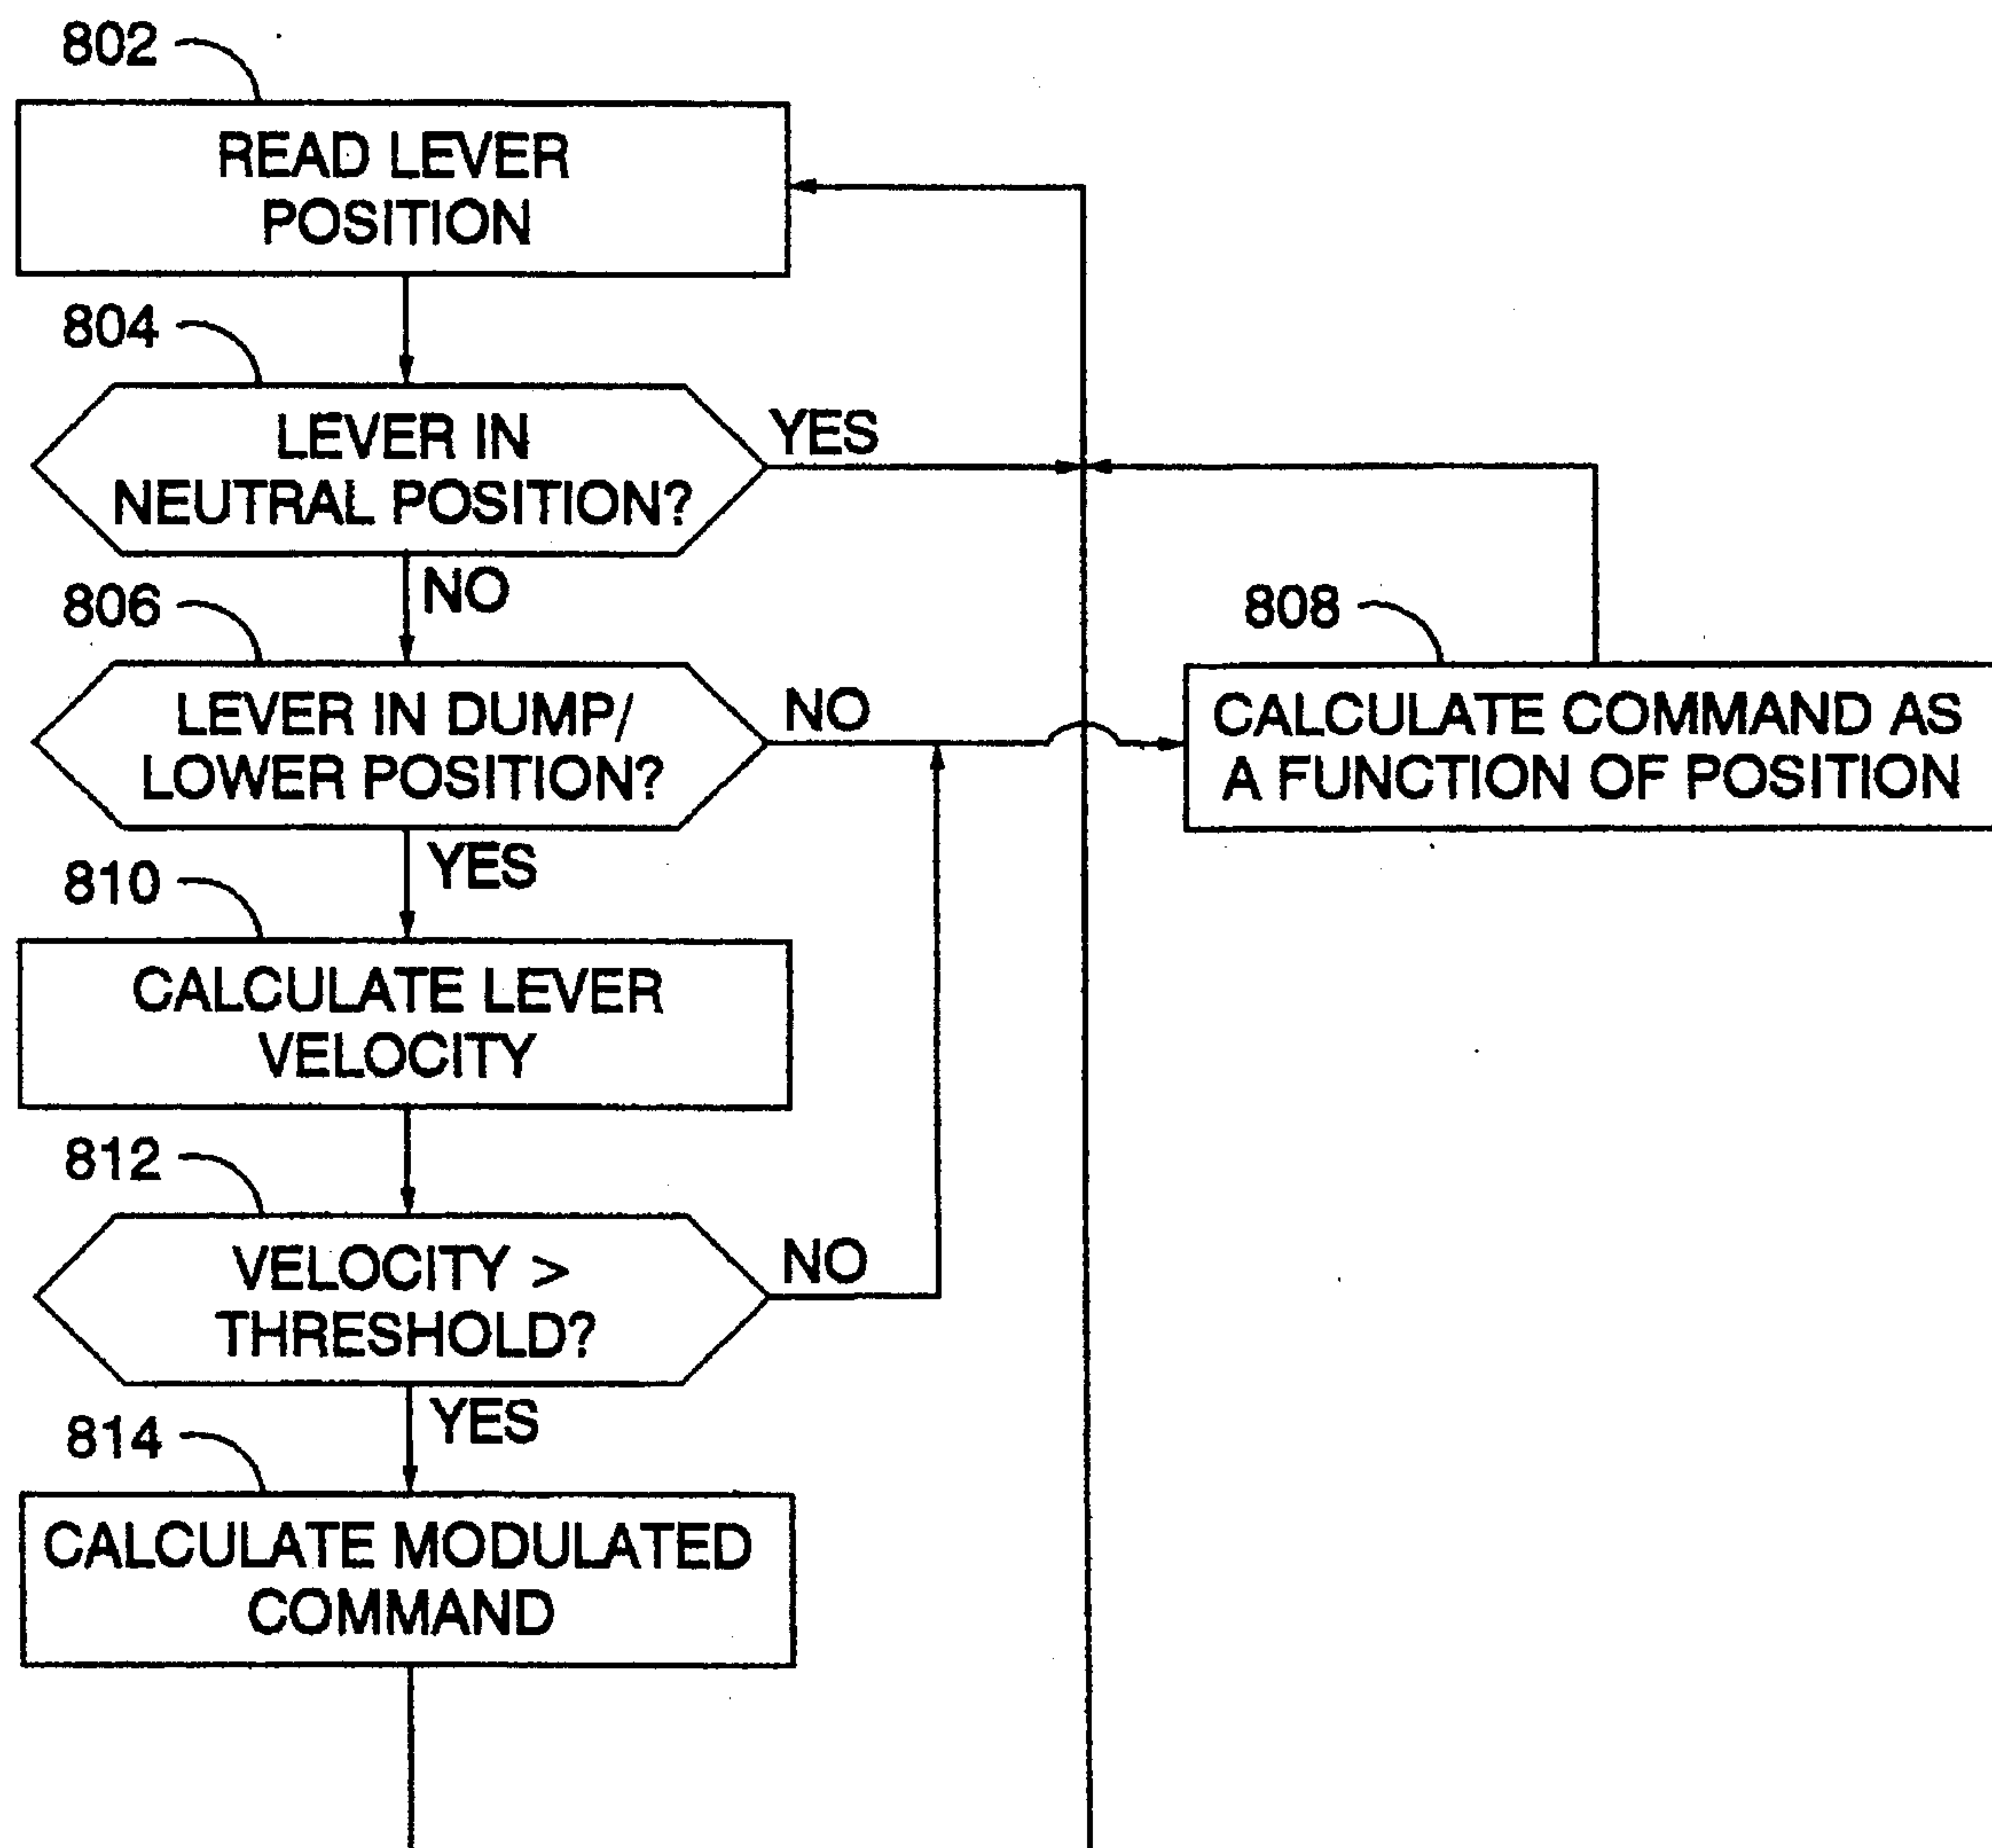 802
READ LEVER
POSITION
804
LEVER IN
NEUTRAL POSITION?
YES
NO
806
LEVER IN DUMP/
LOWER POSITION?
NO
808
CALCULATE COMMAND AS
A FUNCTION OF POSITION
YES
810
CALCULATE LEVER
VELOCITY
812
VELOCITY >
THRESHOLD?
NO
YES
814
CALCULATE MODULATED
COMMAND